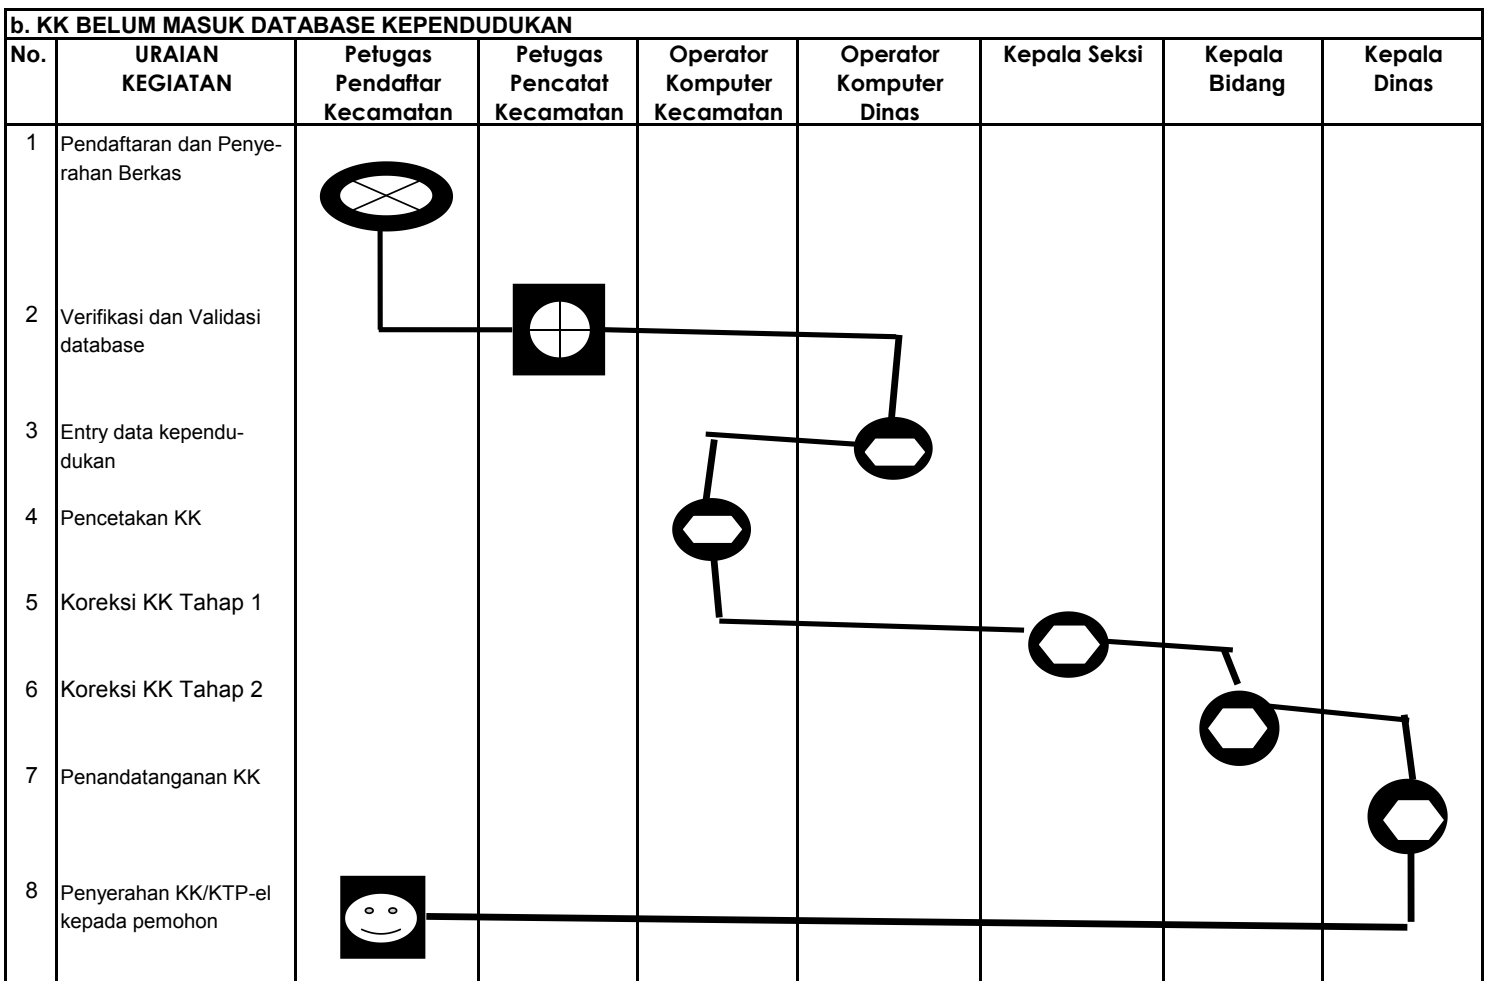 b. KK BELUM MASUK DATABASE KEPENDUDUKAN
No.
URAIAN
KEGIATAN
Petugas
Pendaftar
Kecamatan
Petugas
Pencatat
Kecamatan
Operator
Komputer
Kecamatan
Operator
Komputer
Dinas
Kepala Seksi
Kepala
Bidang
Kepala
Dinas
1 Pendaftaran dan Penye-
rahan Berkas
2 Verifikasi dan Validasi
database
3 Entry data kependu-
dukan
4 Pencetakan KK
5 Koreksi KK Tahap 1
6 Koreksi KK Tahap 2
7 Penandatanganan KK
8 Penyerahan KK/KTP-el
kepada pemohon